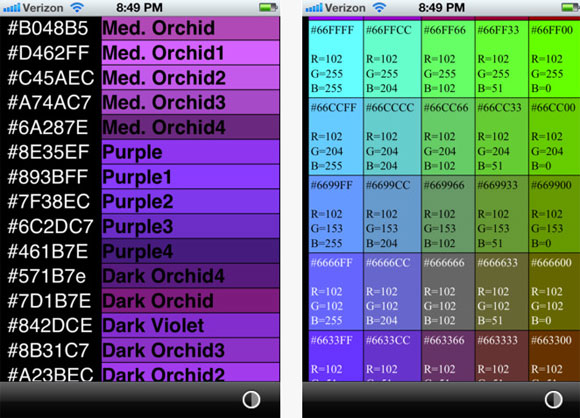 Verizon 8:49 PM
#B048B5 Med. Orchid
#D462FF Med. Orchid1
#C45AEC Med. Orchid2
#A74AC7 Med. Orchid3
#6A287E Med. Orchid4
#8E35EF Purple
#893BFF Purple1
#7F38EC Purple2
#6C2DC7 Purple3
#461B7E Purple4
#571B7e Dark Orchid4
#7D1B7E Dark Orchid
#842DCE Dark Violet
#8B31C7 Dark Orchid3
#A23BEC Dark Orchid2
Verizon 8:49 PM
#66FFFF #66FFCC #66FF66 #66FF33 #66FF00
R=102 R=102 R=102 R=102 R=102
G=255 G=255 G=255 G=255 G=255
B=255 B=204 B=102 B=51 B=0
#66CCFF #66CCCC #66CC66 #66CC33 #66CC00
R=102 R=102 R=102 R=102 R=102
G=204 G=204 G=204 G=204 G=204
B=255 B=204 B=102 B=51 B=0
#6699FF #6699CC #669966 #669933 #669900
R=102 R=102 R=102 R=102 R=102
G=153 G=153 G=153 G=153 G=153
B=255 B=204 B=102 B=51 B=0
#6666FF #6666CC #666666 #666633 #666600
R=102 R=102 R=102 R=102 R=102
G=102 G=102 G=102 G=102 G=102
B=255 B=204 B=102 B=51 B=0
#6633FF #6633CC #663366 #663333 #663300
R=102 R=102 R=102 R=102 R=102